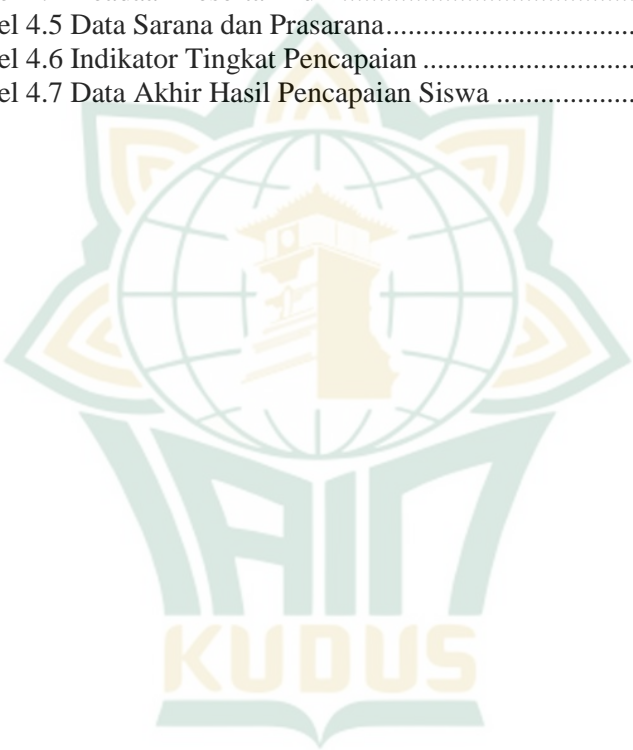 el 4.5 Data Sarana dan Prasarana................................
el 4.6 Indikator Tingkat Pencapaian ...........................
el 4.7 Data Akhir Hasil Pencapaian Siswa .................
IAIN
KUDUS